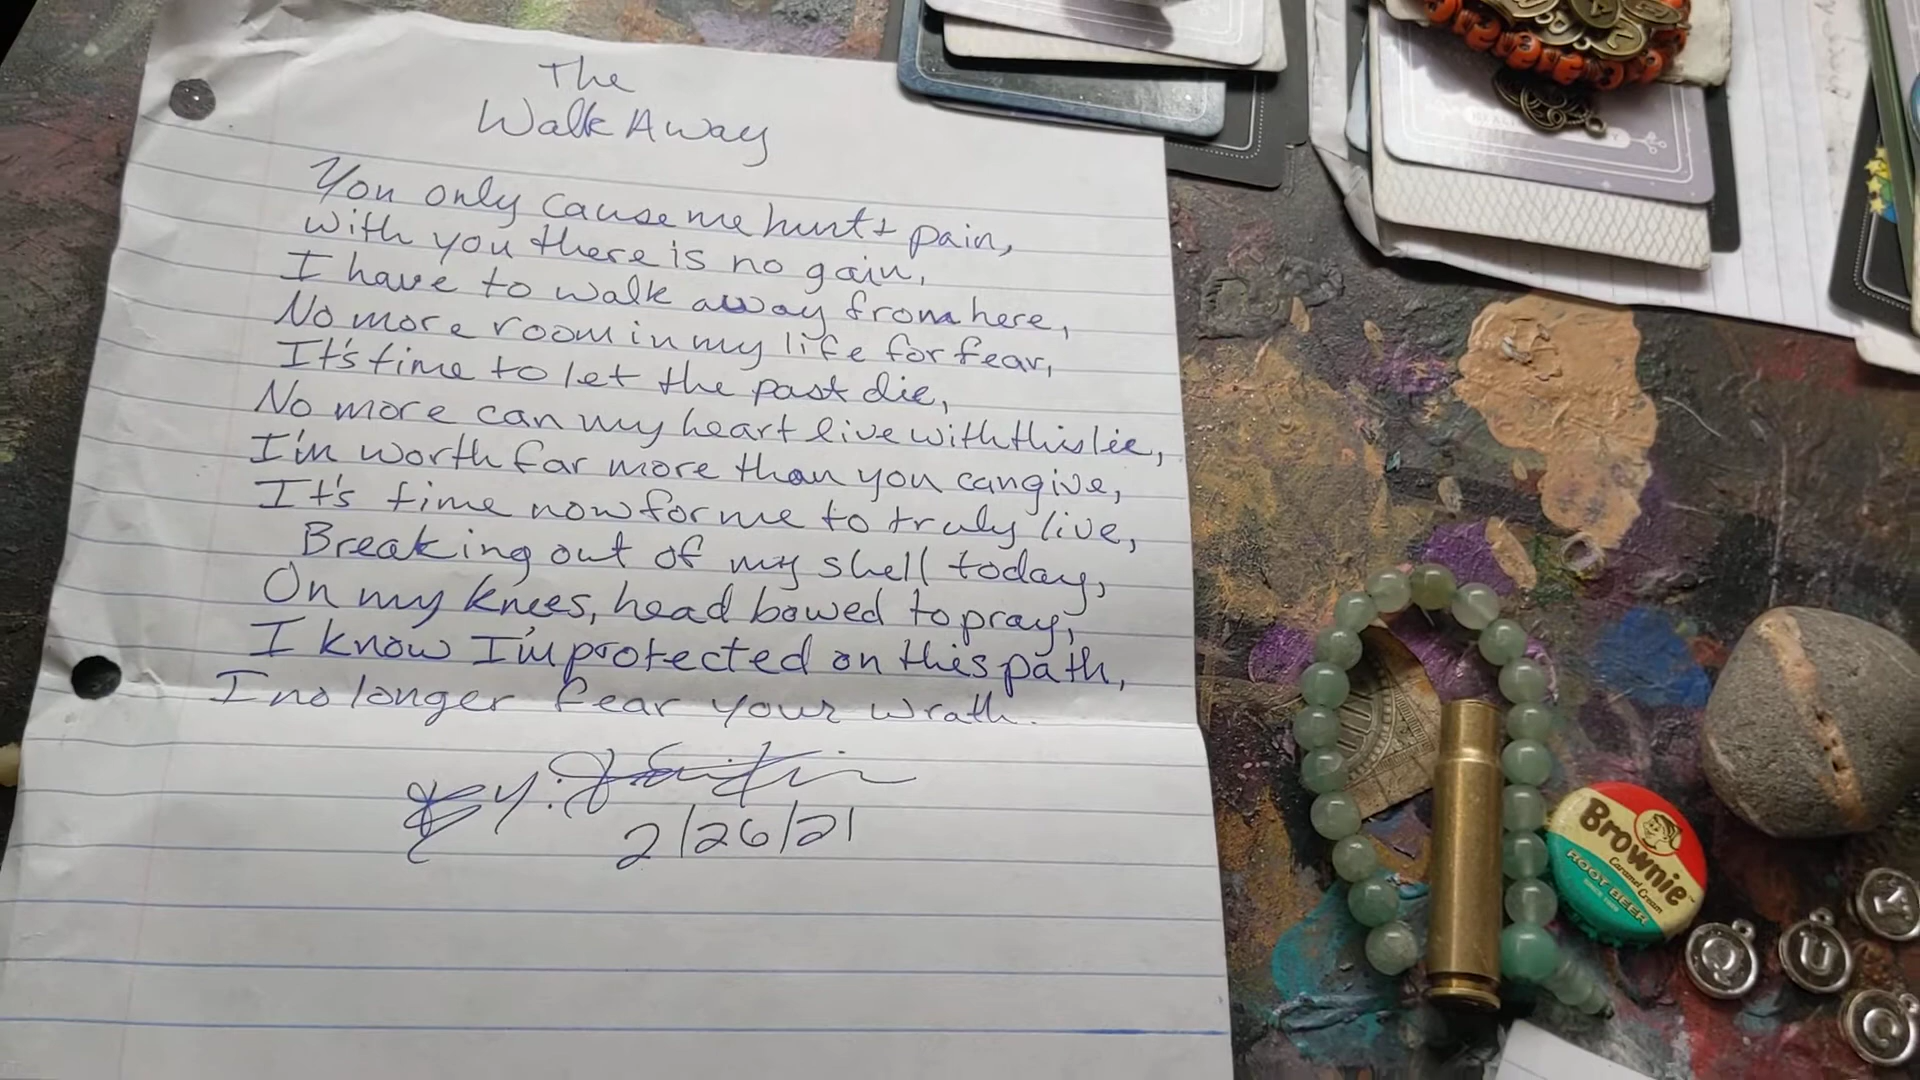 The
Walk Away
You only cause me hurt + pain,
With you there is no gain,
I have to walk away from here,
No more room in my life for fear,
It's time to let the past die,
No more can my heart live with this lie,
I'm worth far more than you can give,
It's time now for me to truly live,
Breaking out of my shell today,
On my knees, head bowed to pray,
I know I'm protected on this path,
I no longer fear your wrath.
By:
2/26/21
Brownie
Caramel Cream
ROOT BEER
Q
U